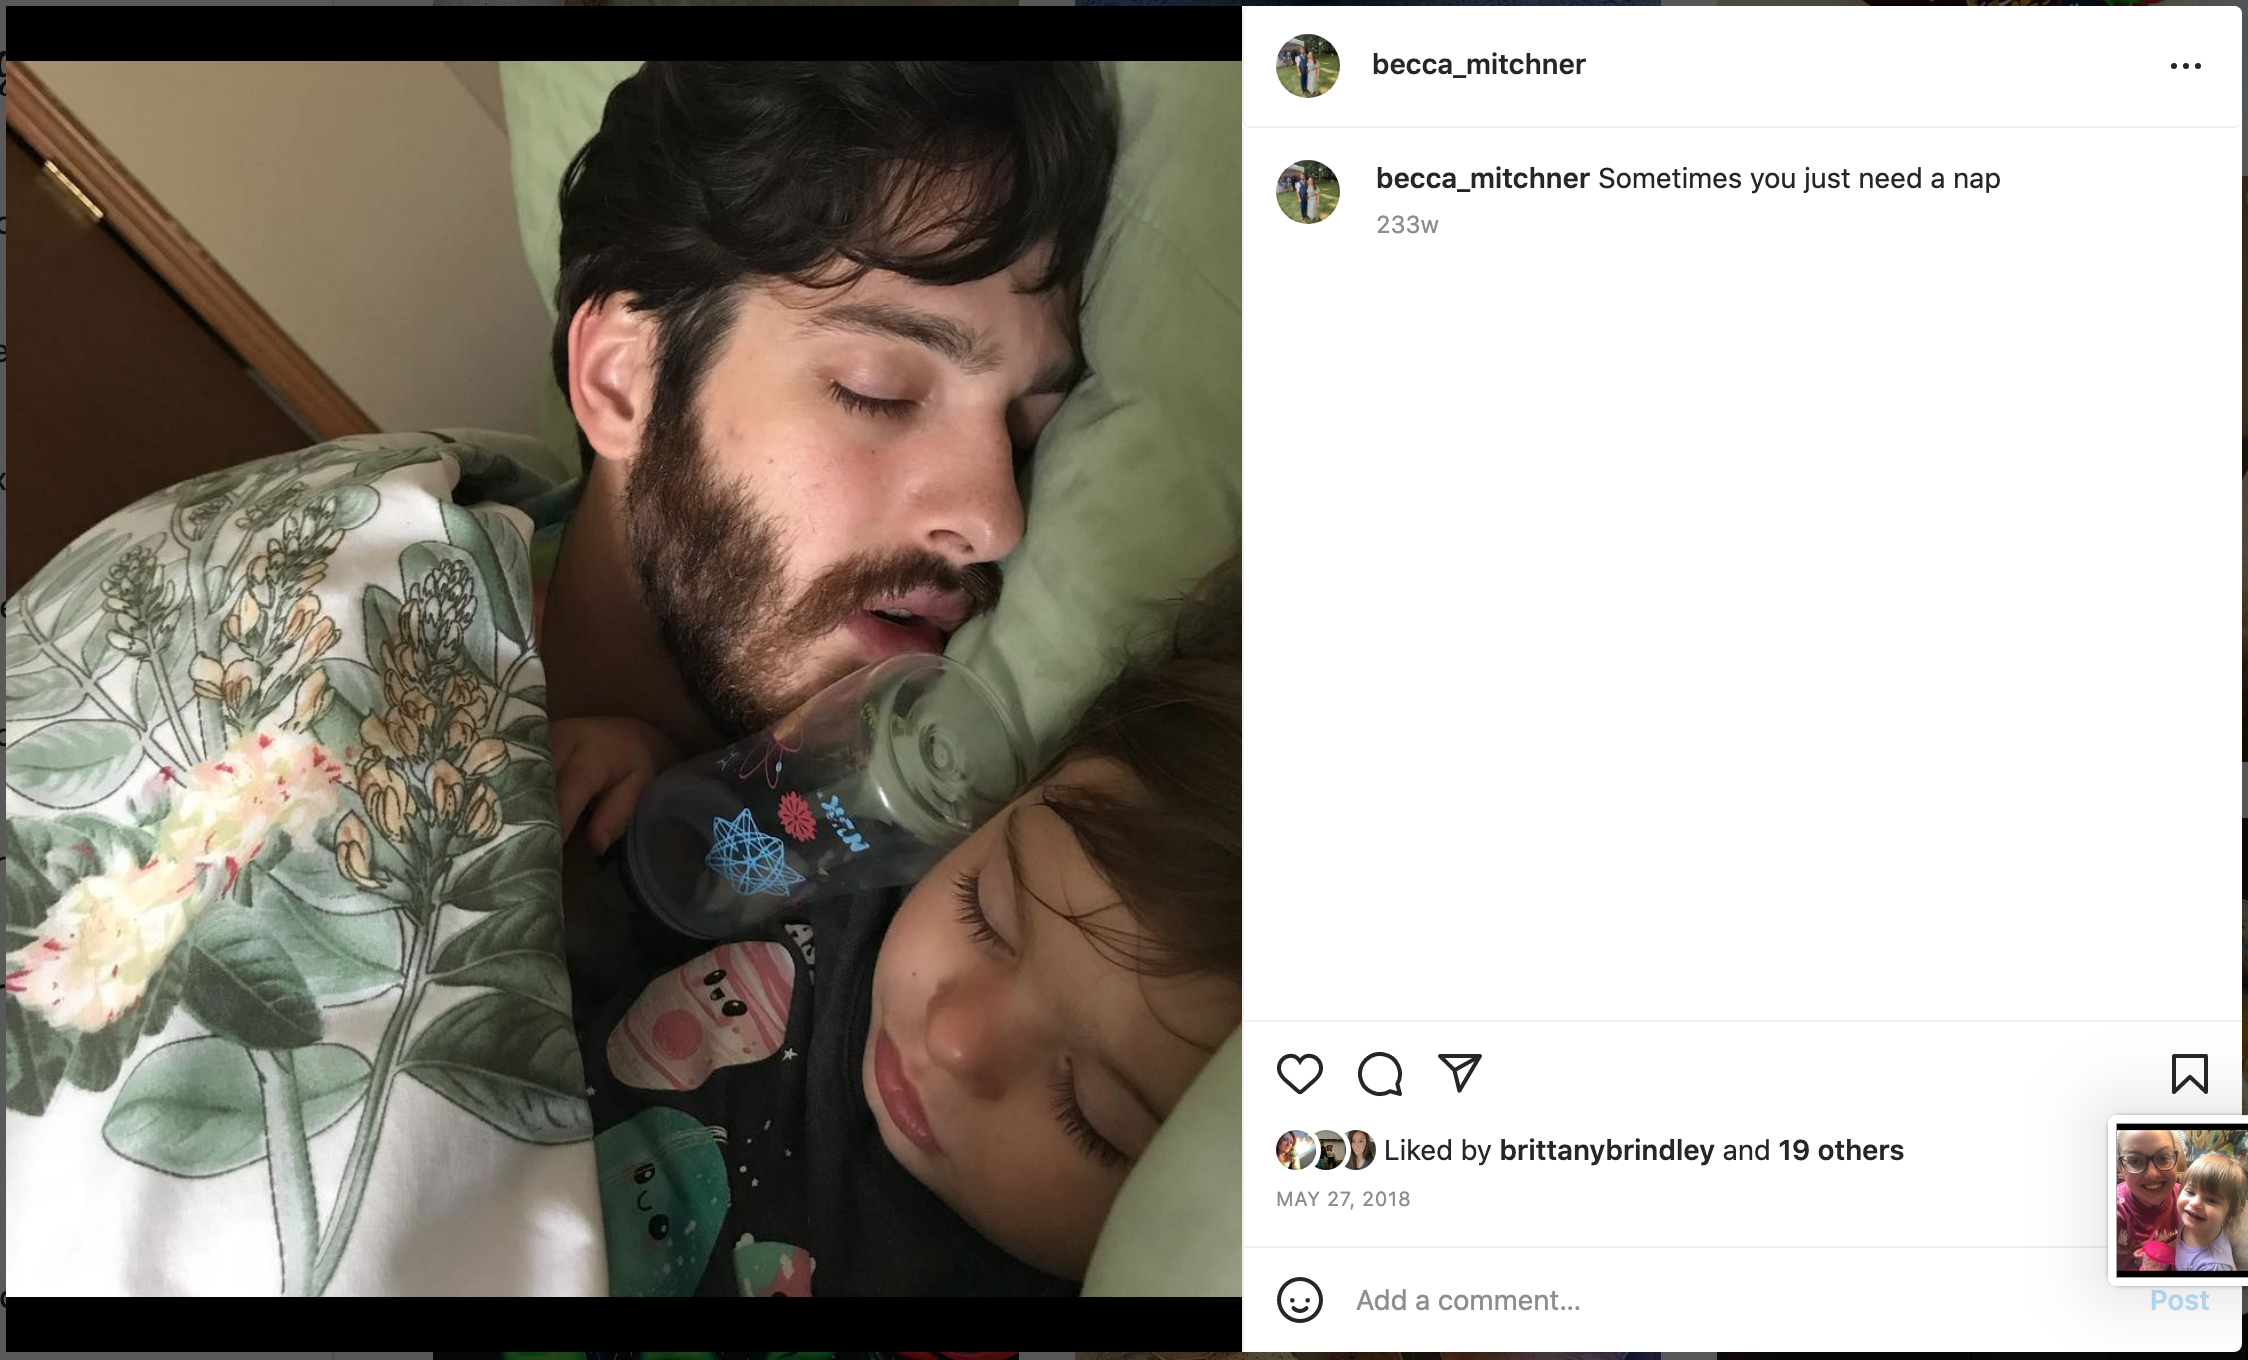 becca_mitchner
becca_mitchner Sometimes you just need a nap
233w
Liked by brittanybrindley and 19 others
MAY 27, 2018
Add a comment...
Post